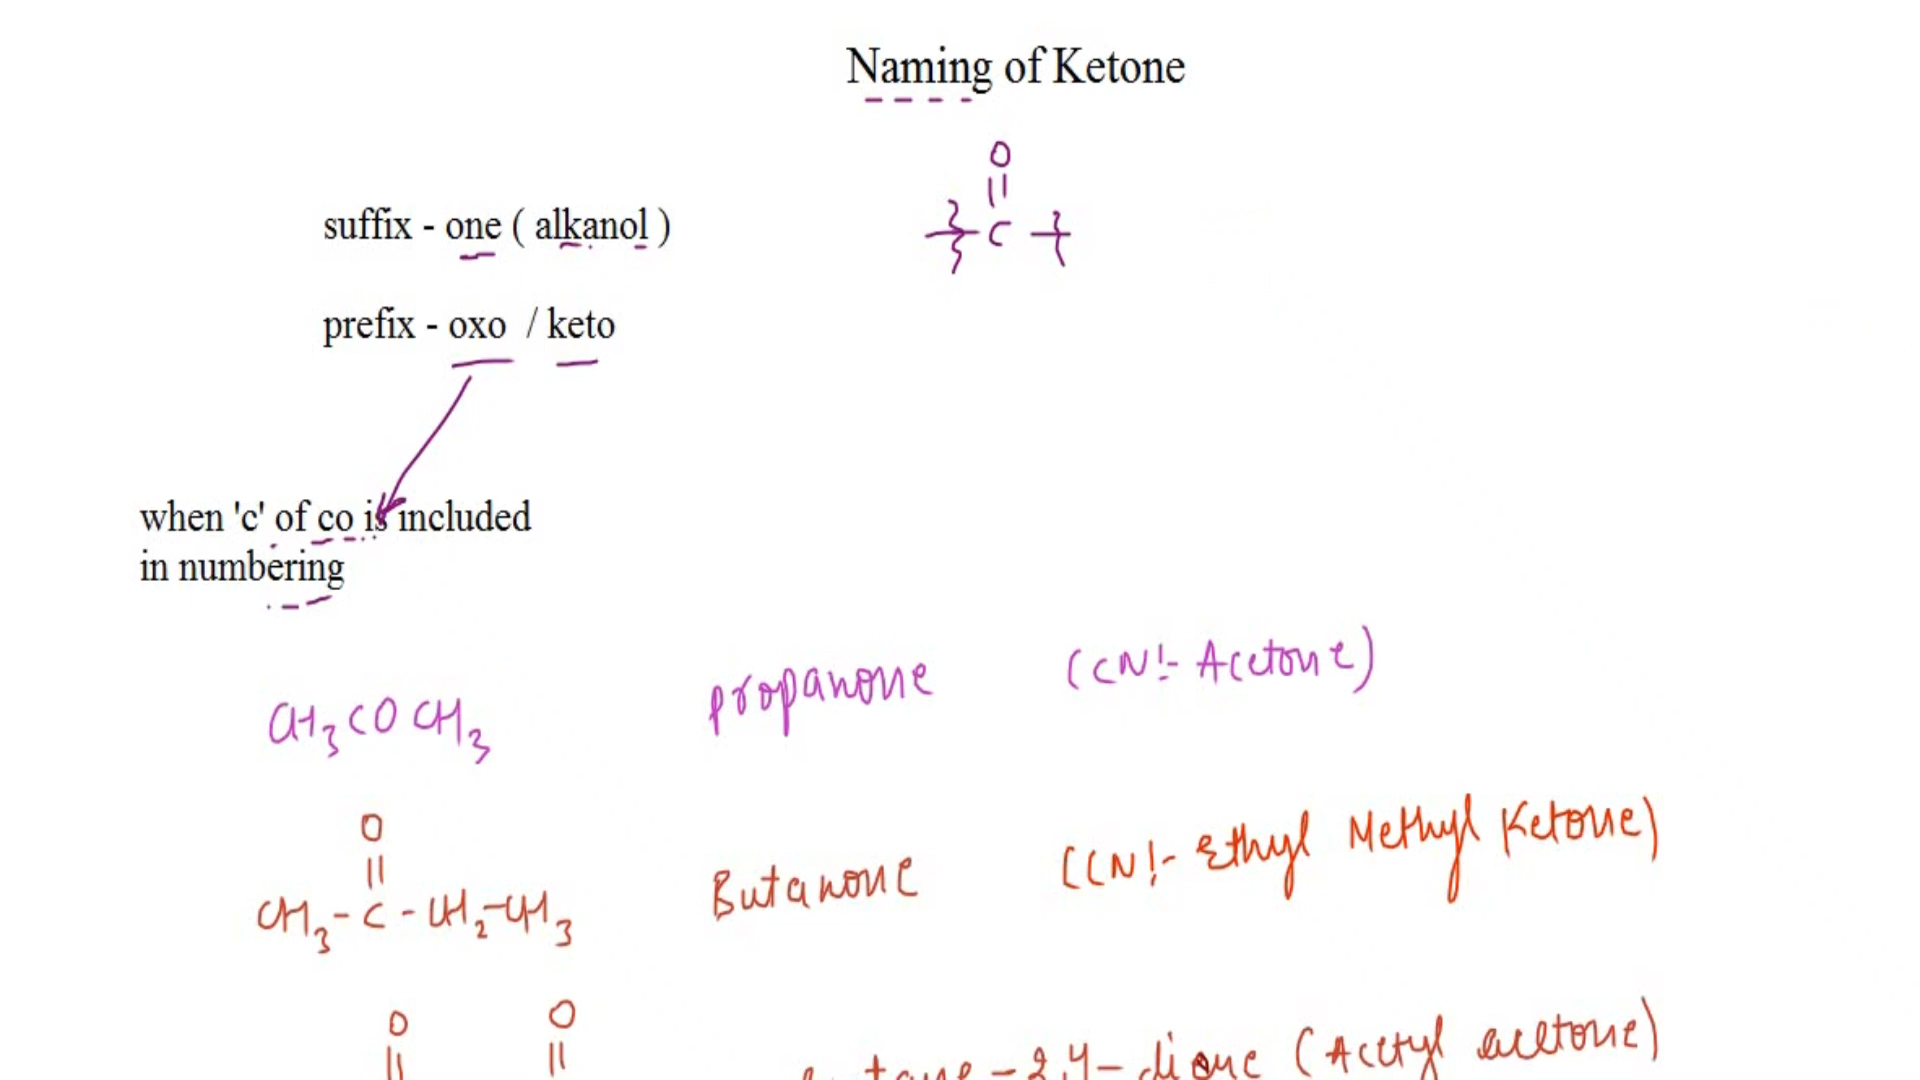 Naming of Ketone
O
||
C
suffix - one ( alkanol )
prefix - oxo / keto
when 'c' of co is included
in numbering
CH3COCH3 propanone (CN!- Acetone)
O
||
CH3-C-CH2-CH3 Butanone (CN!- Ethyl Methyl Ketone)
O O
|| ||
-2,4-dione (Acetyl acetone)